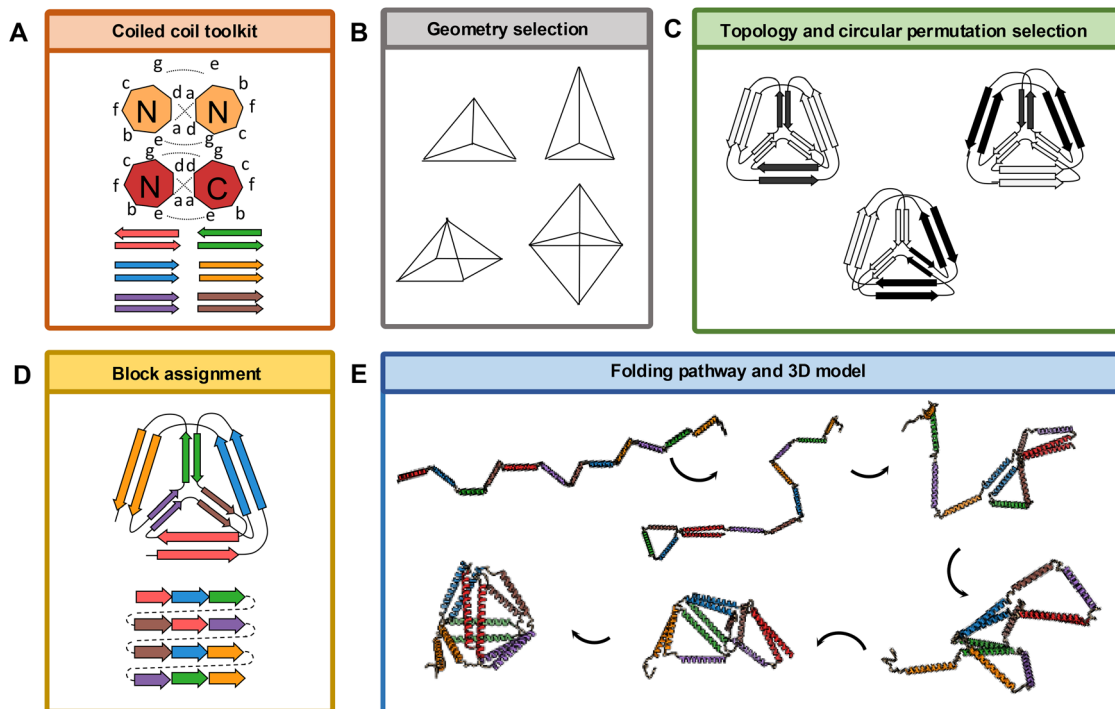 A
Coiled coil toolkit
g e
c b
d a
f N N f
a d
b c
e g
g g
c b
d d
f N C f
a a
b b
e e
B
Geometry selection
C
Topology and circular permutation selection
D
Block assignment
E
Folding pathway and 3D model